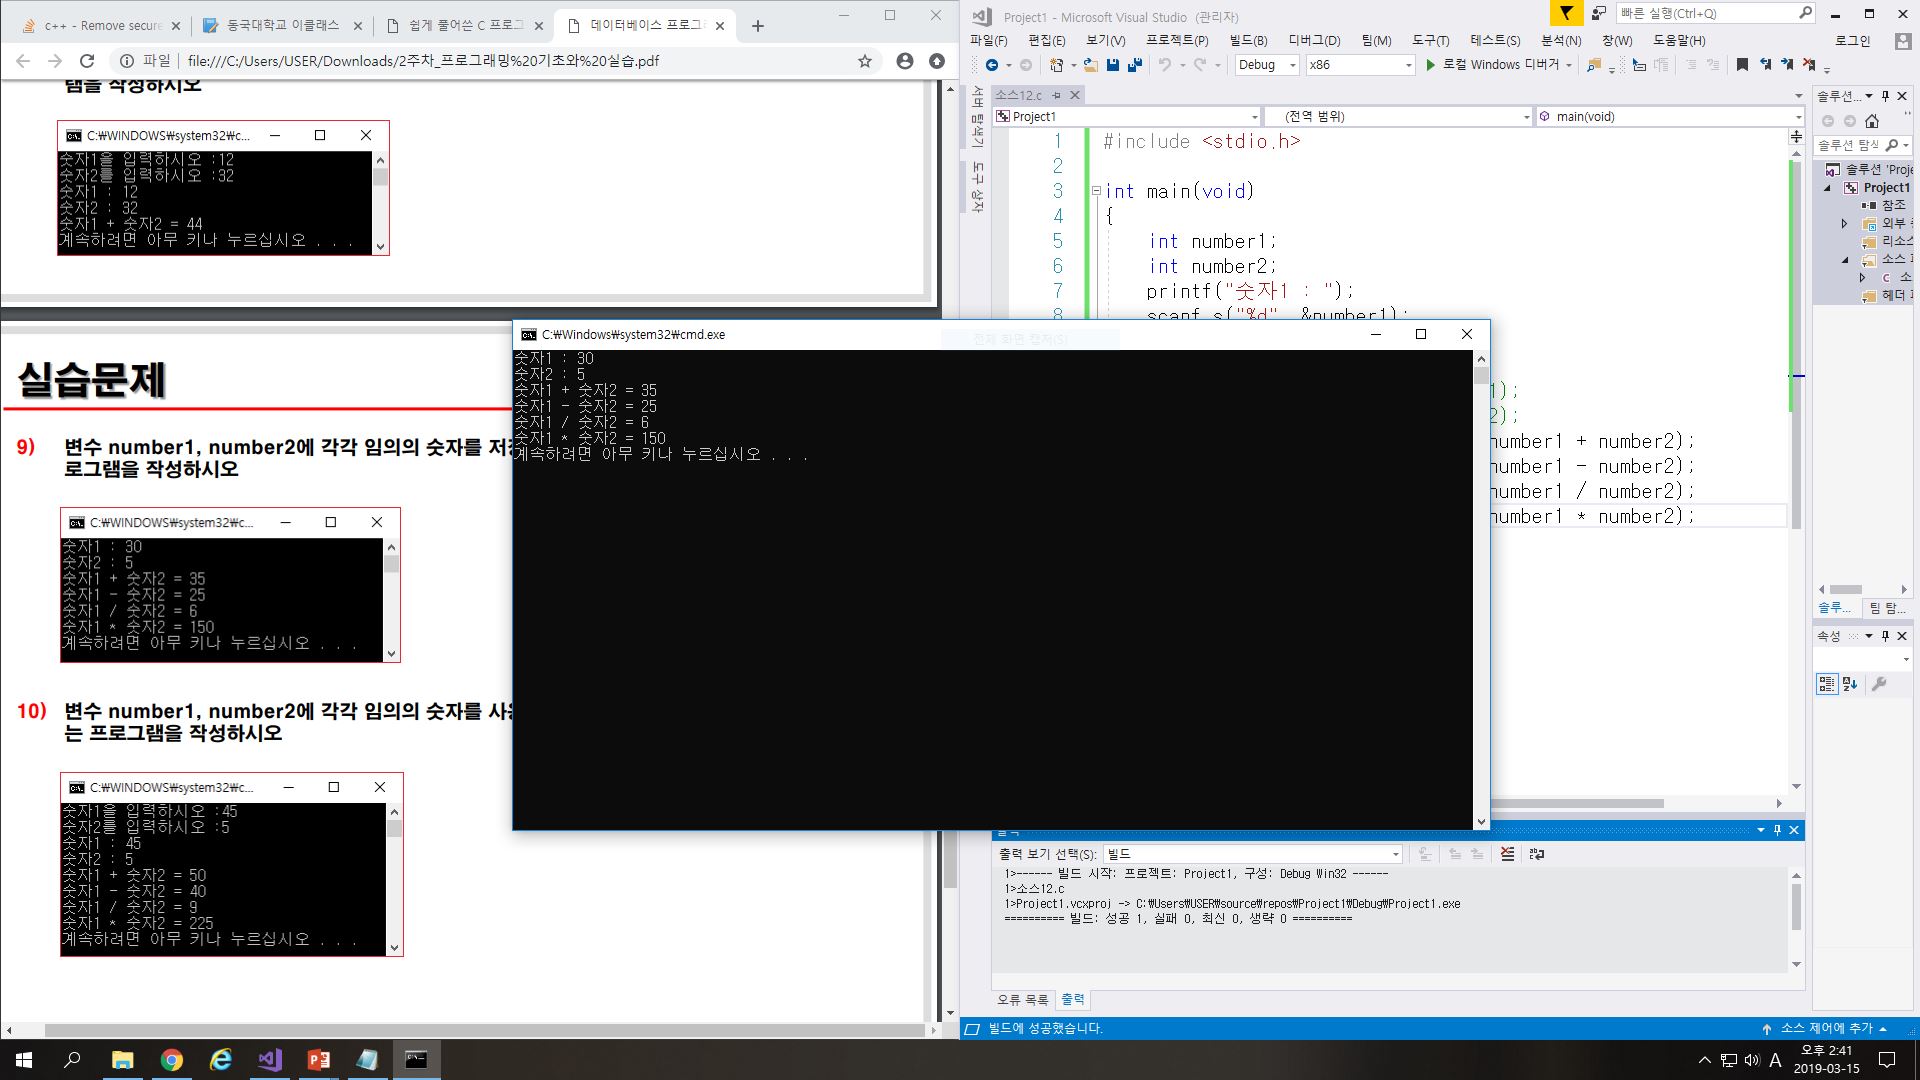 c++ - Remove secure
동국대학교 이클래스
쉽게 풀어쓴 C 프로그
데이터베이스 프로그
파일 | file:///C:/Users/USER/Downloads/2주차_프로그래밍%20기초와%20실습.pdf
램을 작성하시오
C:₩WINDOWS₩system32₩c...
숫자1을 입력하시오 :12
숫자2를 입력하시오 :32
숫자1 : 12
숫자2 : 32
숫자1 + 숫자2 = 44
계속하려면 아무 키나 누르십시오 . . .
실습문제
9) 변수 number1, number2에 각각 임의의 숫자를
로그램을 작성하시오
C:₩WINDOWS₩system32₩c...
숫자1 : 30
숫자2 : 5
숫자1 + 숫자2 = 35
숫자1 - 숫자2 = 25
숫자1 / 숫자2 = 6
숫자1 * 숫자2 = 150
계속하려면 아무 키나 누르십시오 . . .
10) 변수 number1, number2에 각각 임의의 숫자를
는 프로그램을 작성하시오
C:₩WINDOWS₩system32₩c...
숫자1을 입력하시오 :45
숫자2를 입력하시오 :5
숫자1 : 45
숫자2 : 5
숫자1 + 숫자2 = 50
숫자1 - 숫자2 = 40
숫자1 / 숫자2 = 9
숫자1 * 숫자2 = 225
계속하려면 아무 키나 누르십시오 . . .
C:₩Windows₩system32₩cmd.exe
전체 화면 캡처(S)
숫자1 : 30
숫자2 : 5
숫자1 + 숫자2 = 35
숫자1 - 숫자2 = 25
숫자1 / 숫자2 = 6
숫자1 * 숫자2 = 150
계속하려면 아무 키나 누르십시오 . . .
Project1 - Microsoft Visual Studio (관리자)
빠른 실행(Ctrl+Q)
파일(F) 편집(E) 보기(V) 프로젝트(P) 빌드(B) 디버그(D) 팀(M) 도구(T) 테스트(S) 분석(N) 창(W) 도움말(H) 로그인
Debug x86 로컬 Windows 디버거
서버 탐색기
도구 상자
소스12.c
Project1 (전역 범위) main(void)
1 #include <stdio.h>
2
3 int main(void)
4 {
5 int number1;
6 int number2;
7 printf("숫자1 : ");
8 scanf_s("%d", &number1);
1);
2);
number1 + number2);
number1 - number2);
number1 / number2);
number1 * number2);
솔루션...
솔루션 탐색
솔루션 'Proje
Project1
참조
외부
리소스
소스
소
헤더
솔루... 팀 탐...
속성
출력 보기 선택(S): 빌드
1>------ 빌드 시작: 프로젝트: Project1, 구성: Debug Win32 ------
1>소스12.c
1>Project1.vcxproj -> C:₩Users₩USER₩source₩repos₩Project1₩Debug₩Project1.exe
========== 빌드: 성공 1, 실패 0, 최신 0, 생략 0 ==========
오류 목록 출력
빌드에 성공했습니다.
소스 제어에 추가
A
오후 2:41
2019-03-15